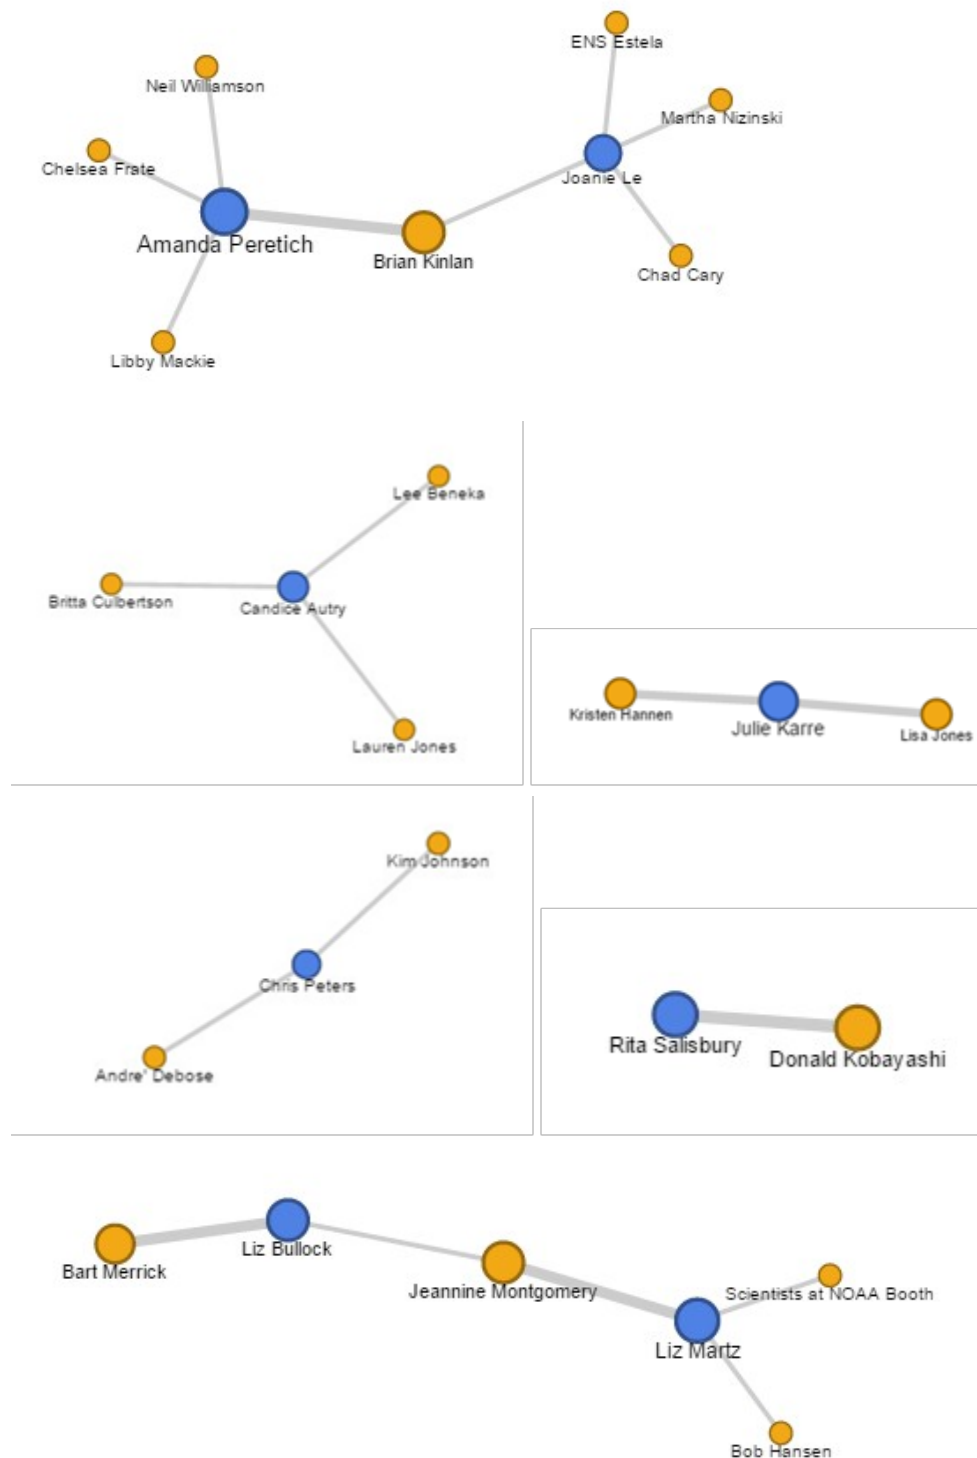 ENS Estela
Neil Williamson
Martha Nizinski
Chelsea Frate
Joanie Le
Amanda Peretich
Brian Kinlan
Chad Cary
Libby Mackie
Lee Beneka
Britta Culbertson
Candice Autry
Lauren Jones
Kristen Hannen
Julie Karre
Lisa Jones
Kim Johnson
Chris Peters
Andre' Debose
Rita Salisbury
Donald Kobayashi
Liz Bullock
Bart Merrick
Jeannine Montgomery
Scientists at NOAA Booth
Liz Martz
Bob Hansen